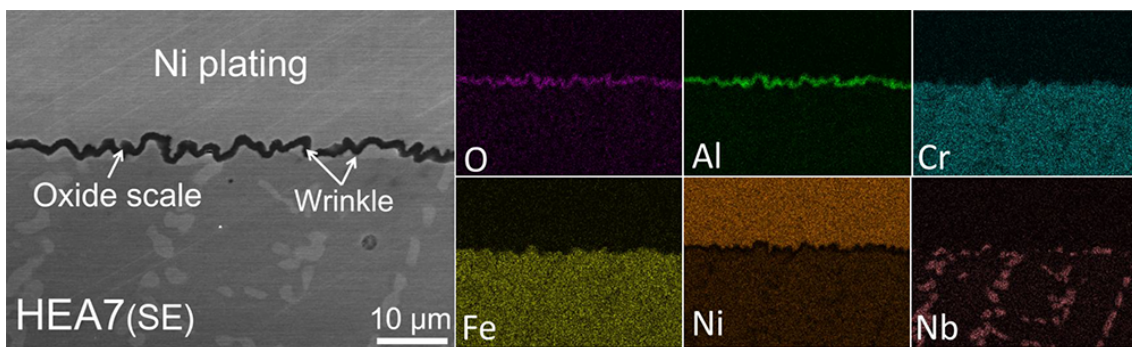 Ni plating
Oxide scale
Wrinkle
HEA7(SE)
10 μm
O
Al
Cr
Fe
Ni
Nb